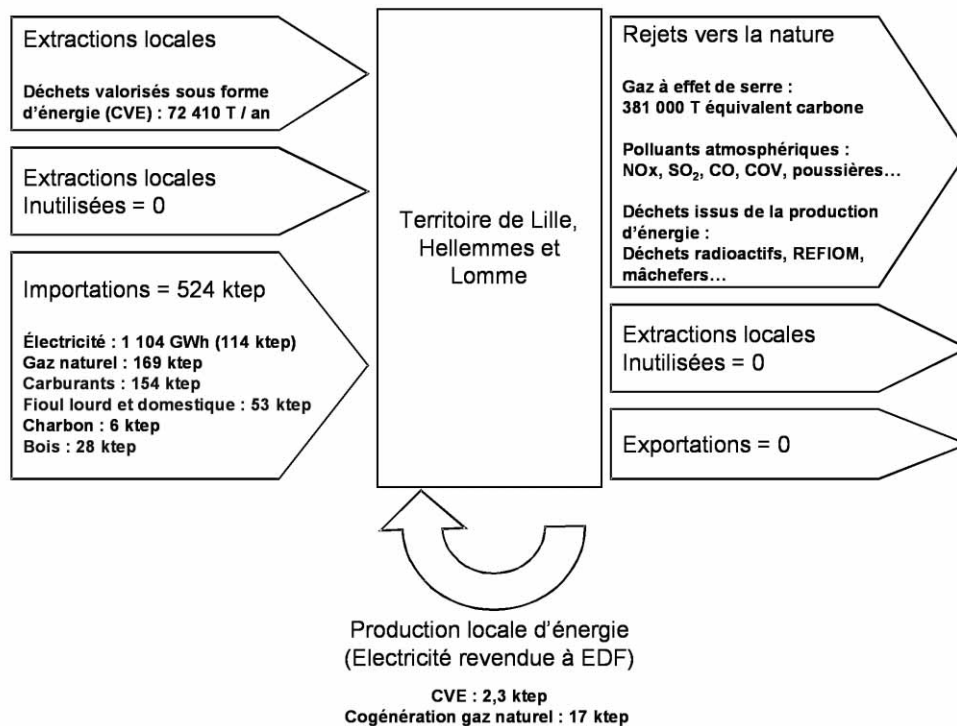 Extractions locales
Déchets valorisés sous forme
d'énergie (CVE) : 72 410 T / an
Extractions locales
Inutilisées = 0
Importations = 524 ktep
Électricité : 1 104 GWh (114 ktep)
Gaz naturel : 169 ktep
Carburants : 154 ktep
Fioul lourd et domestique : 53 ktep
Charbon : 6 ktep
Bois : 28 ktep
Territoire de Lille,
Hellemmes et
Lomme
Rejets vers la nature
Gaz à effet de serre :
381 000 T équivalent carbone
Polluants atmosphériques :
NOx, SO₂, CO, COV, poussières…
Déchets issus de la production
d'énergie :
Déchets radioactifs, REFIOM,
mâchefers…
Extractions locales
Inutilisées = 0
Exportations = 0
Production locale d'énergie
(Electricité revendue à EDF)
CVE : 2,3 ktep
Cogénération gaz naturel : 17 ktep